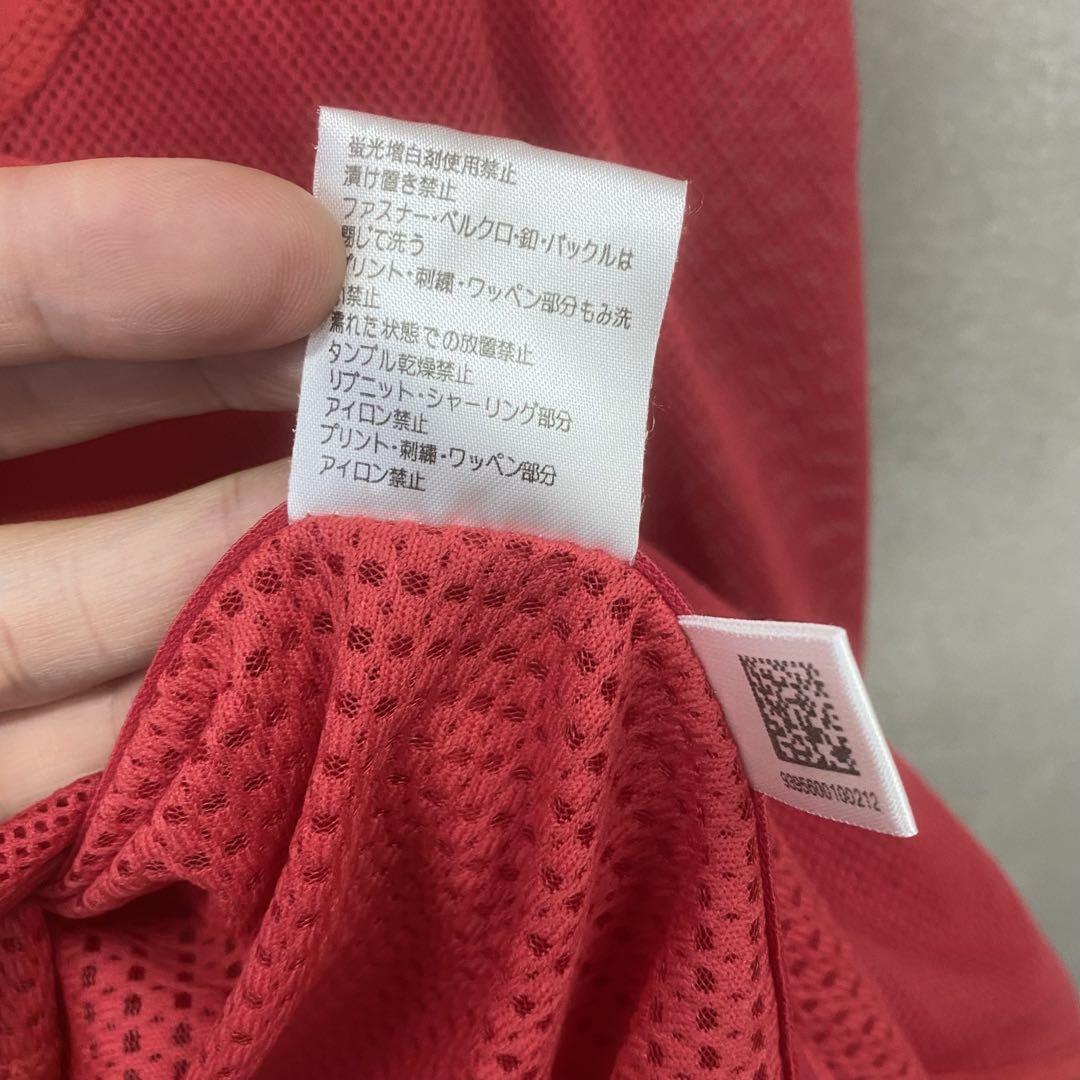 蛍光増白剤使用禁止
漬け置き禁止
ファスナー・ベルクロ・釦・バックルは
閉じて洗う
プリント・刺繍・ワッペン部分もみ洗
禁止
濡れた状態での放置禁止
タンブル乾燥禁止
リブニット・シャーリング部分
アイロン禁止
プリント・刺繍・ワッペン部分
アイロン禁止
9395600100212